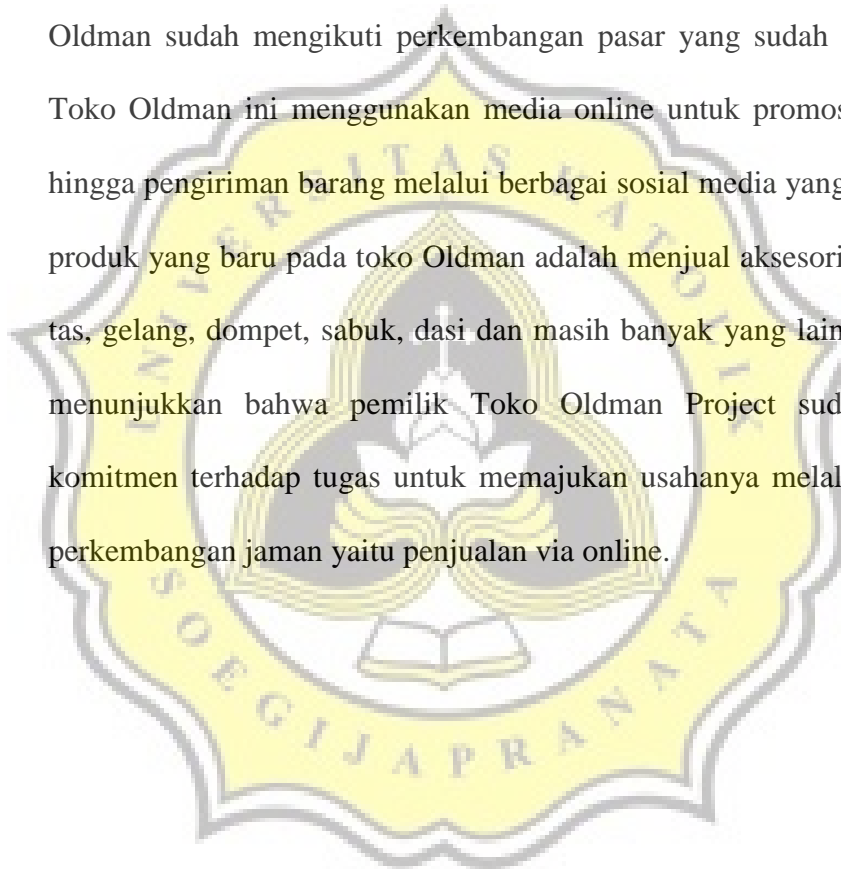 Oldman sudah mengikuti perkembangan pasar yang sudah
Toko Oldman ini menggunakan media online untuk promos
hingga pengiriman barang melalui berbagai sosial media yang
produk yang baru pada toko Oldman adalah menjual aksesori
tas, gelang, dompet, sabuk, dasi dan masih banyak yang lain
menunjukkan bahwa pemilik Toko Oldman Project sud
komitmen terhadap tugas untuk memajukan usahanya melal
perkembangan jaman yaitu penjualan via online.
UNIVERSITAS KATOLIK
SOEGIJAPRANATA